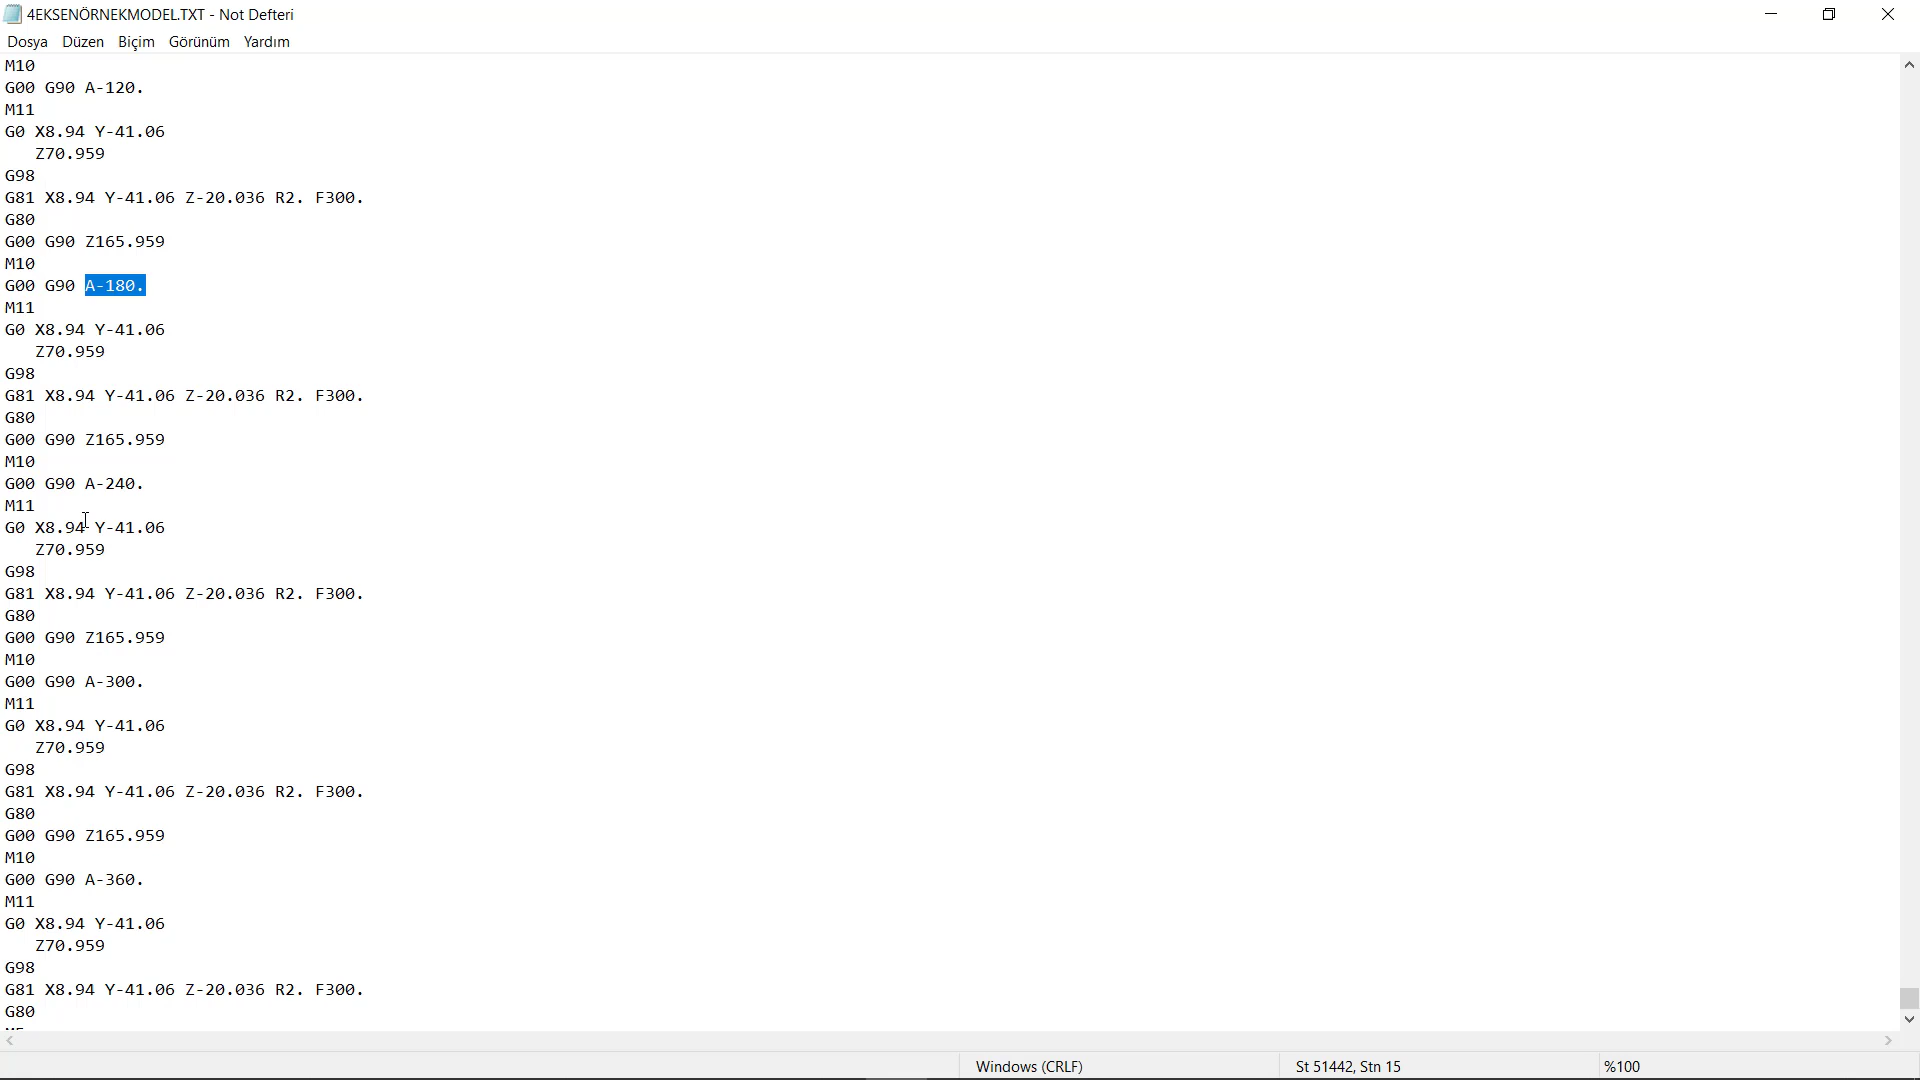 4EKSENÖRNEKMODEL.TXT - Not Defteri
Dosya Düzen Biçim Görünüm Yardım
M10
G00 G90 A-120.
M11
G0 X8.94 Y-41.06
   Z70.959
G98
G81 X8.94 Y-41.06 Z-20.036 R2. F300.
G80
G00 G90 Z165.959
M10
G00 G90 A-180.
M11
G0 X8.94 Y-41.06
   Z70.959
G98
G81 X8.94 Y-41.06 Z-20.036 R2. F300.
G80
G00 G90 Z165.959
M10
G00 G90 A-240.
M11
G0 X8.94 Y-41.06
   Z70.959
G98
G81 X8.94 Y-41.06 Z-20.036 R2. F300.
G80
G00 G90 Z165.959
M10
G00 G90 A-300.
M11
G0 X8.94 Y-41.06
   Z70.959
G98
G81 X8.94 Y-41.06 Z-20.036 R2. F300.
G80
G00 G90 Z165.959
M10
G00 G90 A-360.
M11
G0 X8.94 Y-41.06
   Z70.959
G98
G81 X8.94 Y-41.06 Z-20.036 R2. F300.
G80
Windows (CRLF) St 51442, Stn 15 %100